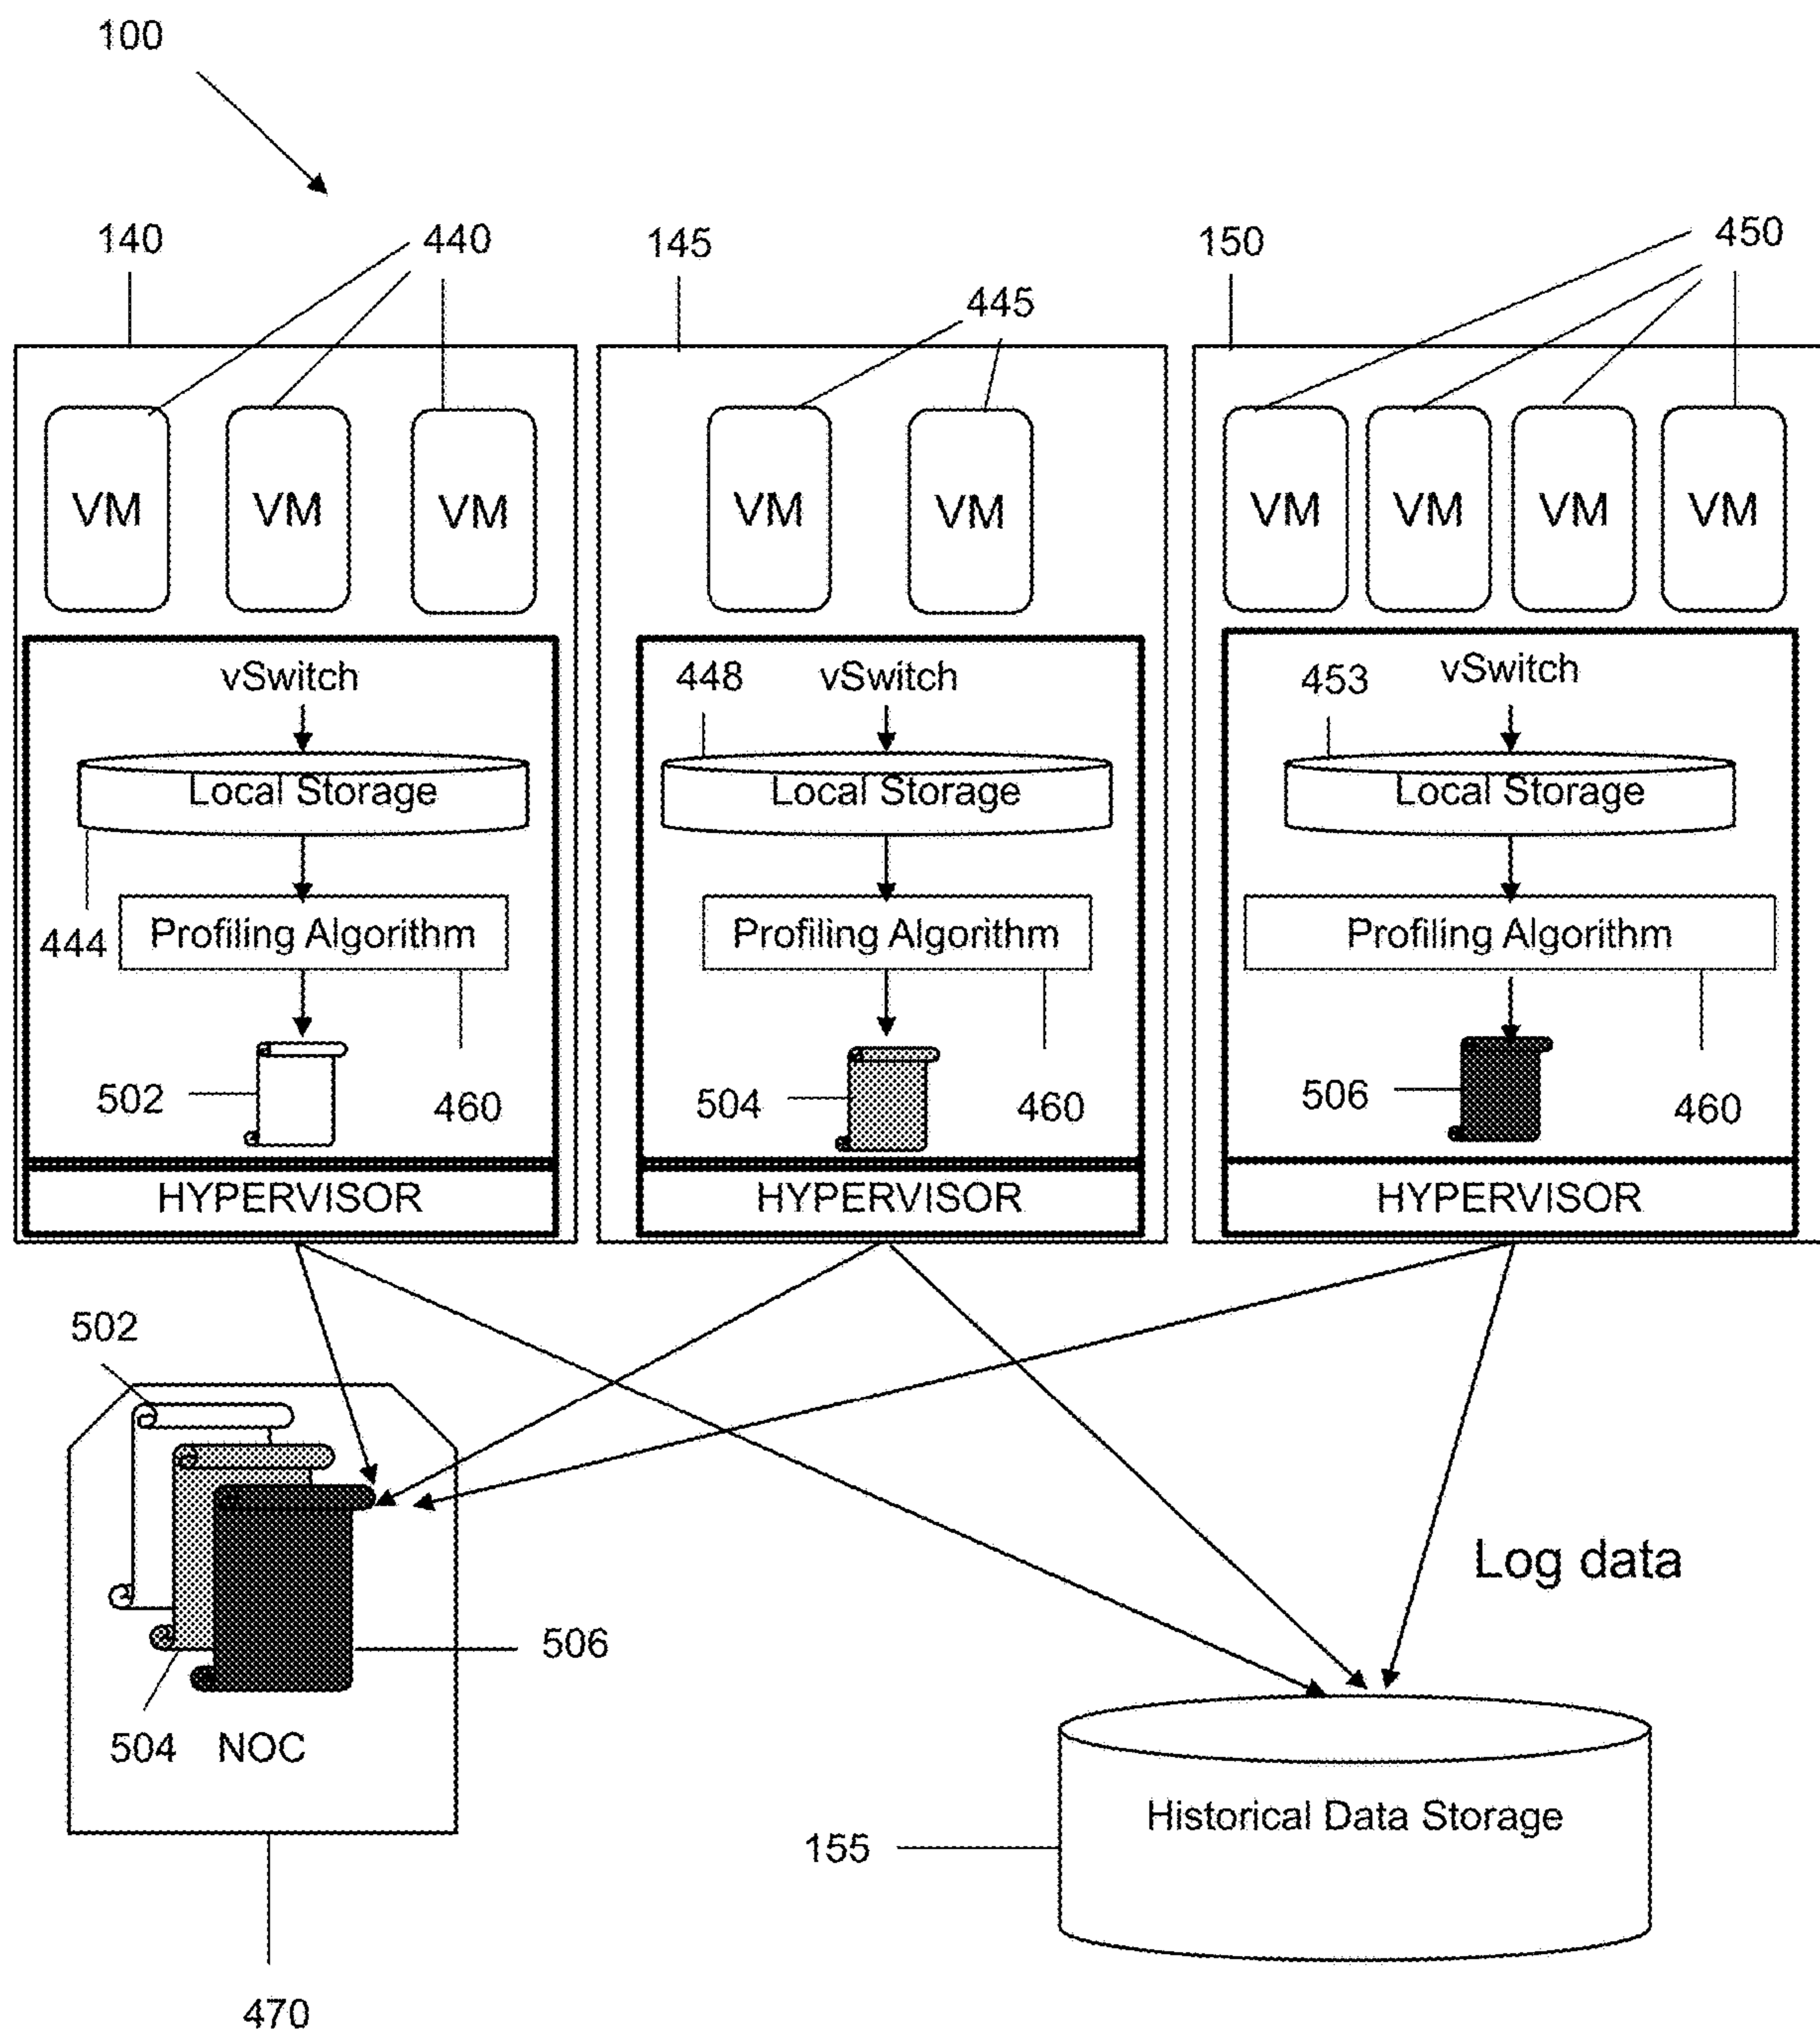 100
140 440 145 150 450
445
VM VM VM VM VM VM VM VM VM
vSwitch 448 vSwitch 453 vSwitch
Local Storage Local Storage Local Storage
444 Profiling Algorithm Profiling Algorithm Profiling Algorithm
502 460 504 460 506 460
HYPERVISOR HYPERVISOR HYPERVISOR
502
Log data
506
504 NOC
Historical Data Storage
155
470